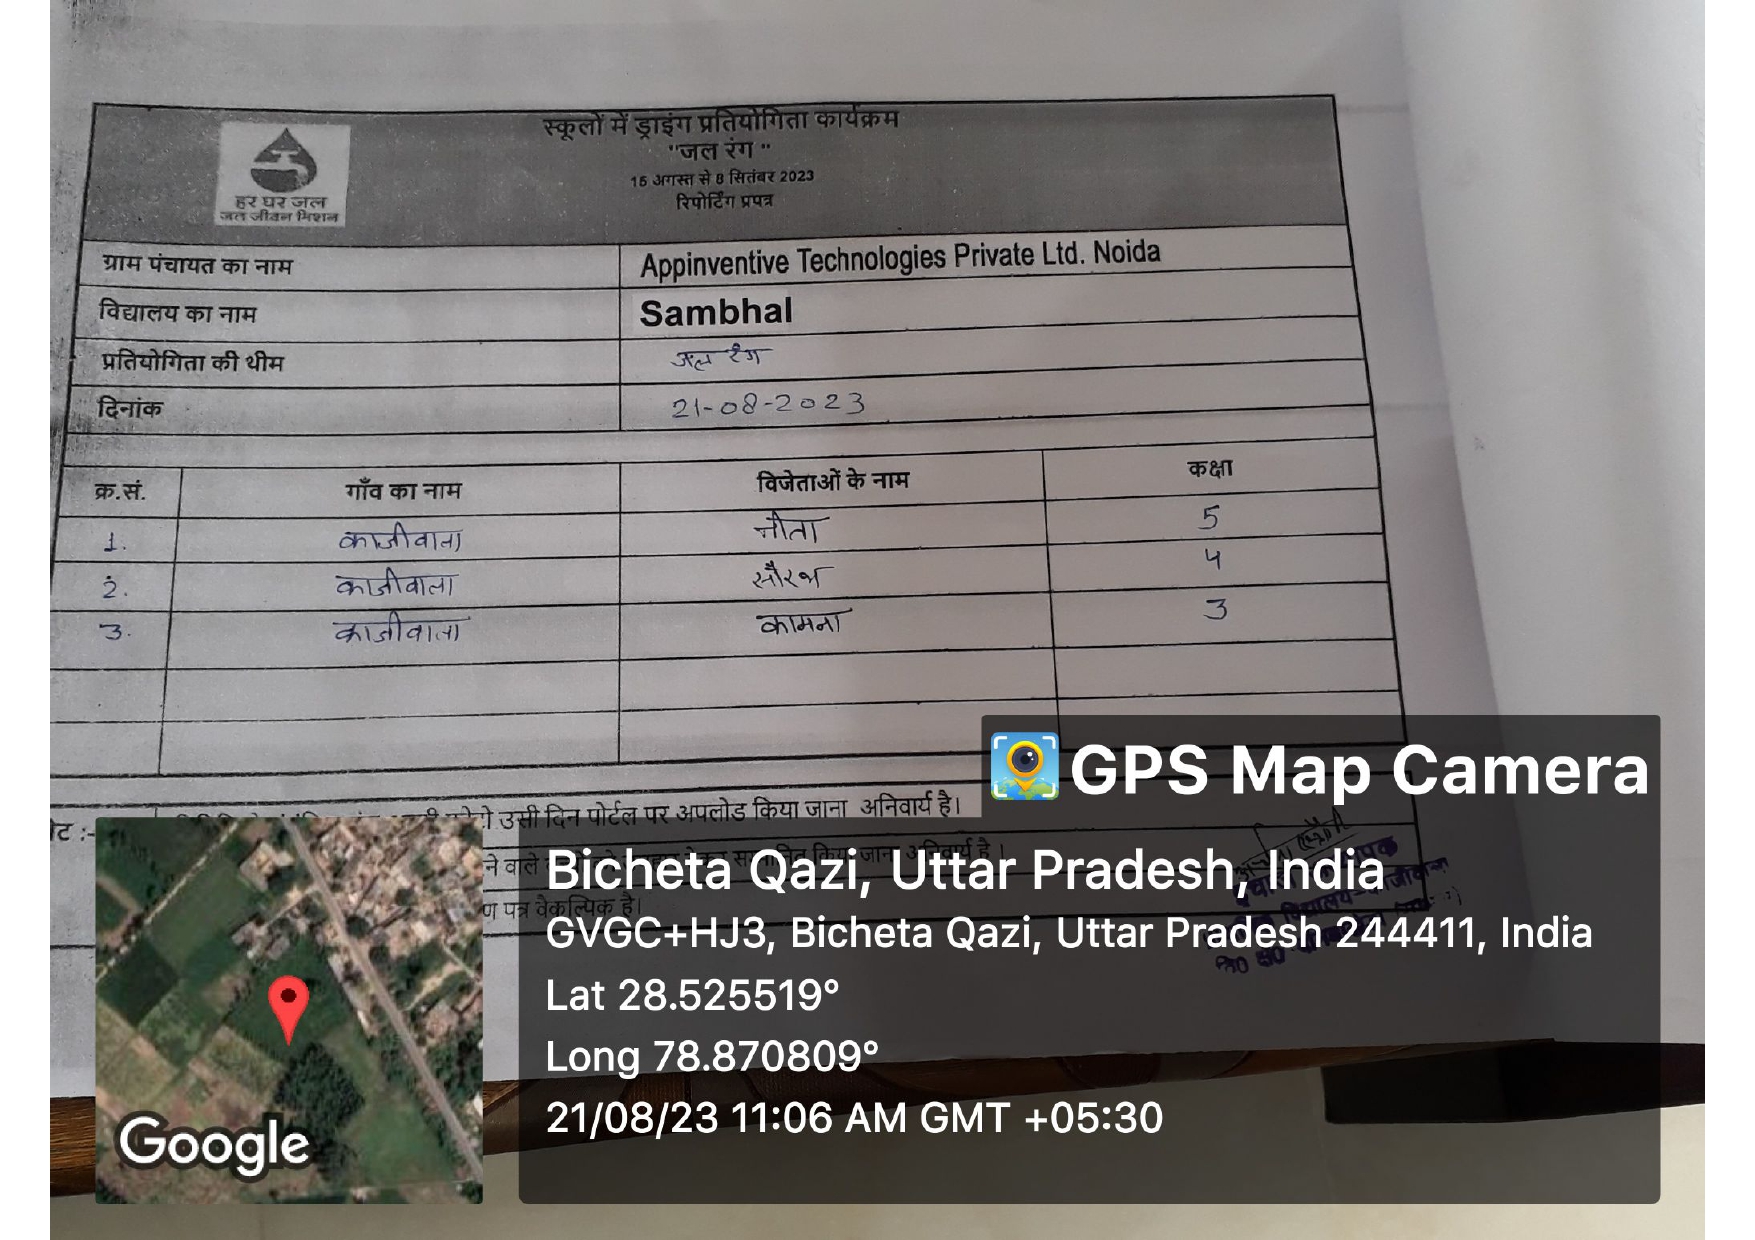 स्कूलों में ड्राइंग प्रतियोगिता कार्यक्रम
"जल रंग "
15 अगस्त से 8 सितंबर 2023
रिपोर्टिंग प्रपत्र
हर घर जल
जल जीवन मिशन
ग्राम पंचायत का नाम Appinventive Technologies Private Ltd. Noida
विद्यालय का नाम Sambhal
प्रतियोगिता की थीम जल रंग
दिनांक 21-08-2023
क्र.सं. गाँव का नाम विजेताओं के नाम कक्षा
1. काजीवाला नीता 5
2. काजीवाला सौरभ 4
3. काजीवाला कामना 3
उसी दिन पोर्टल पर अपलोड किया जाना अनिवार्य है।
ने वाले किया जाना अनिवार्य है।
पत्र वैकल्पिक है।
GPS Map Camera
Bicheta Qazi, Uttar Pradesh, India
GVGC+HJ3, Bicheta Qazi, Uttar Pradesh 244411, India
Lat 28.525519°
Long 78.870809°
21/08/23 11:06 AM GMT +05:30
Google